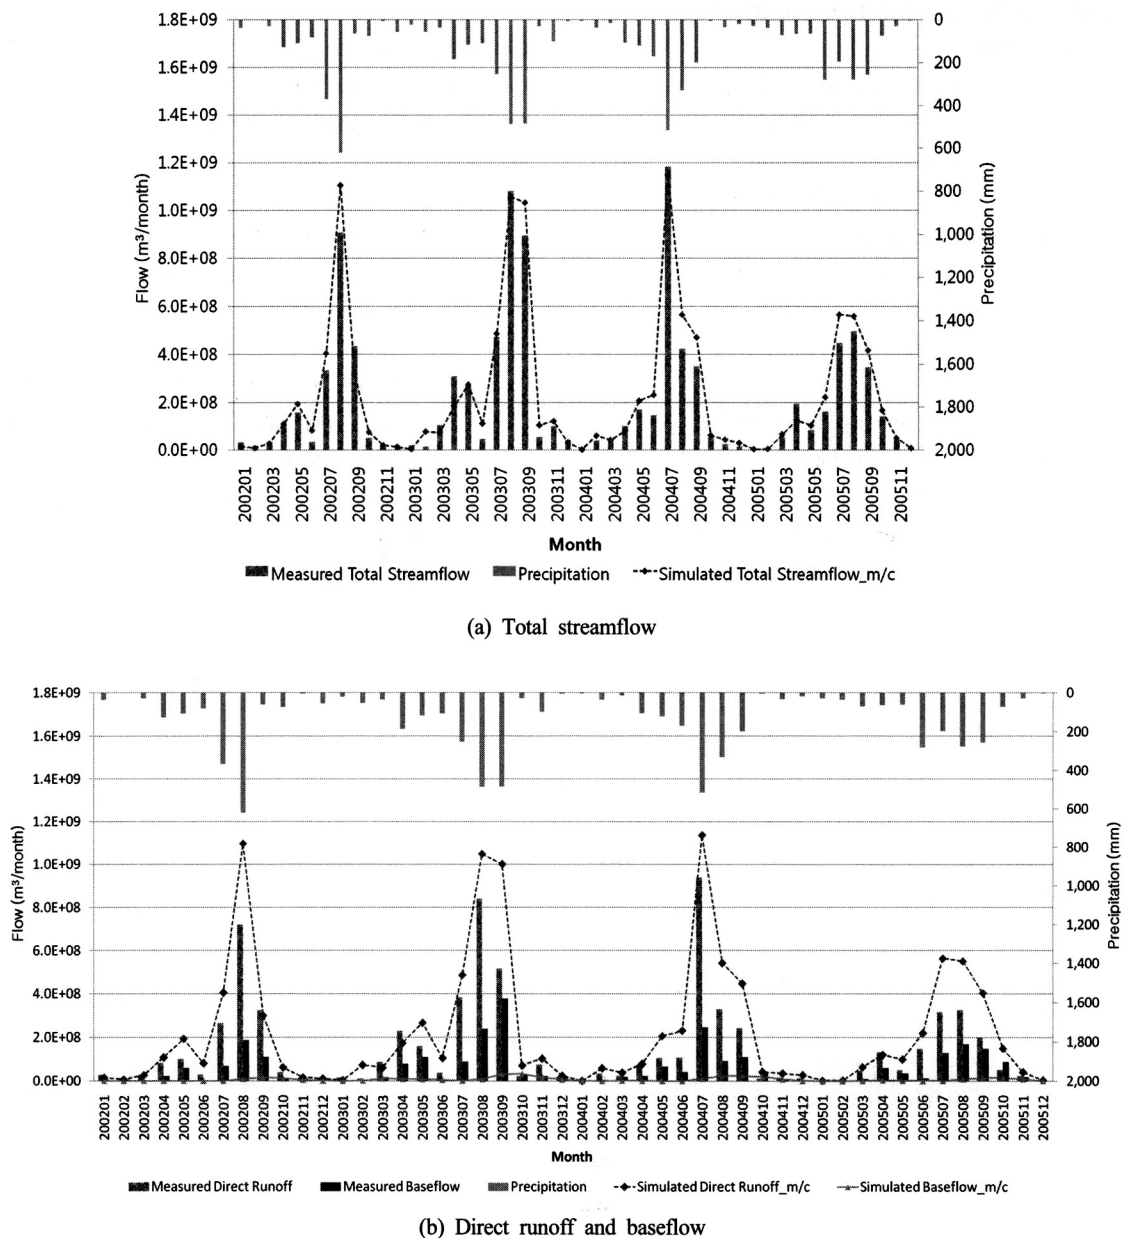 1.8E+09
1.6E+09
1.4E+09
1.2E+09
1.0E+09
8.0E+08
6.0E+08
4.0E+08
2.0E+08
0.0E+00
Flow (m³/month)
0
200
400
600
800
1,000
1,200
1,400
1,600
1,800
2,000
Precipitation (mm)
200201 200203 200205 200207 200209 200211 200301 200303 200305 200307 200309 200311 200401 200403 200405 200407 200409 200411 200501 200503 200505 200507 200509 200511
Month
Measured Total Streamflow Precipitation Simulated Total Streamflow_m/c
(a) Total streamflow
1.8E+09
1.6E+09
1.4E+09
1.2E+09
1.0E+09
8.0E+08
6.0E+08
4.0E+08
2.0E+08
0.0E+00
Flow (m³/month)
0
200
400
600
800
1,000
1,200
1,400
1,600
1,800
2,000
Precipitation (mm)
200201 200202 200203 200204 200205 200206 200207 200208 200209 200210 200211 200212 200301 200302 200303 200304 200305 200306 200307 200308 200309 200310 200311 200312 200401 200402 200403 200404 200405 200406 200407 200408 200409 200410 200411 200412 200501 200502 200503 200504 200505 200506 200507 200508 200509 200510 200511 200512
Month
Measured Direct Runoff Measured Baseflow Precipitation Simulated Direct Runoff_m/c Simulated Baseflow_m/c
(b) Direct runoff and baseflow